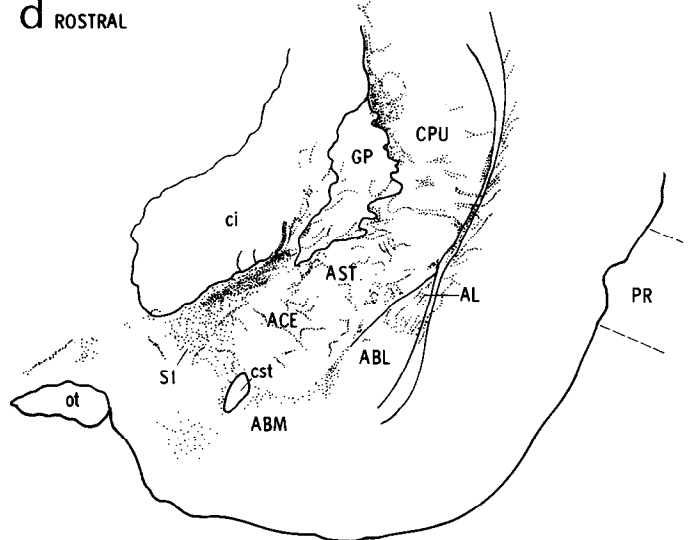 d ROSTRAL
CPU
GP
ci
AST
AL
PR
ACE
ABL
SI
cst
ot
ABM